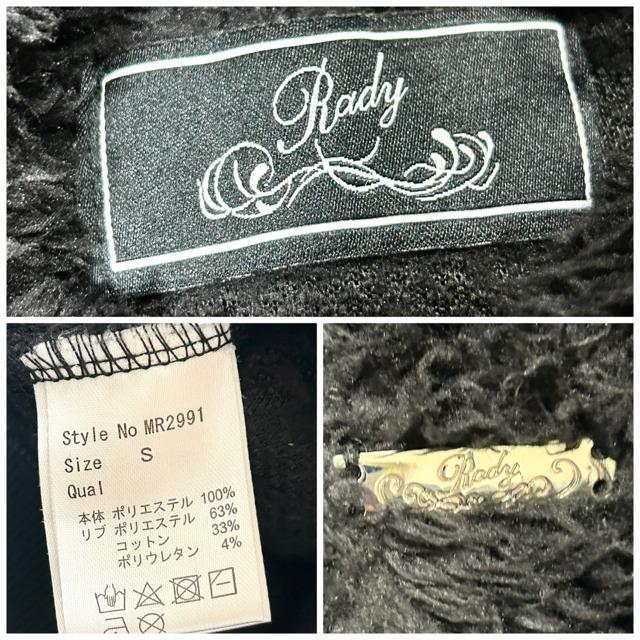 Rady
Style No MR2991
Size S
Qual
本体 ポリエステル 100%
リブ ポリエステル 63%
コットン 33%
ポリウレタン 4%
Rady